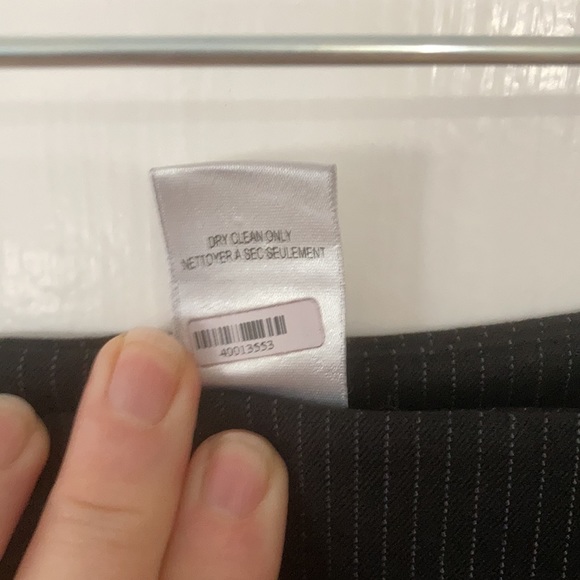 DRY CLEAN ONLY
NETTOYER A SEC SEULEMENT
40013553